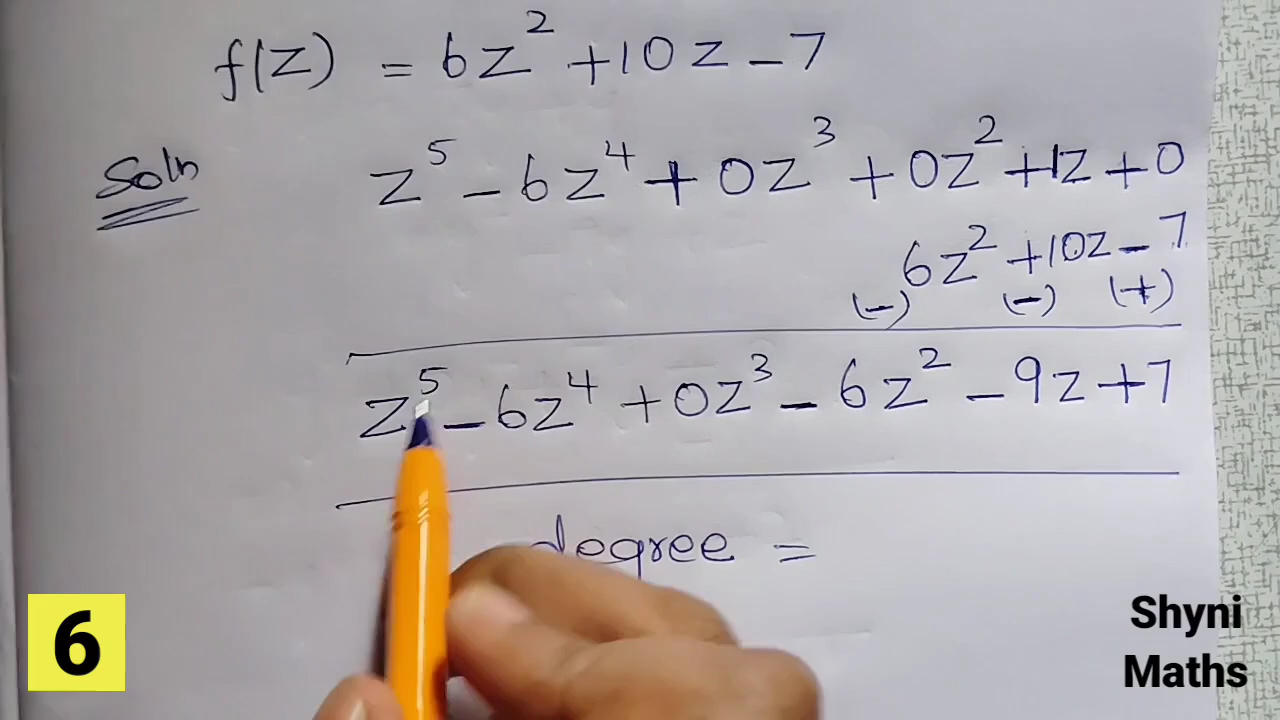 f(z) = 6z² + 10z - 7
Soln
z⁵ - 6z⁴ + 0z³ + 0z² + 1z + 0
6z² + 10z - 7
(-) (-) (+)
z⁵ - 6z⁴ + 0z³ - 6z² - 9z + 7
degree =
6
Shyni
Maths